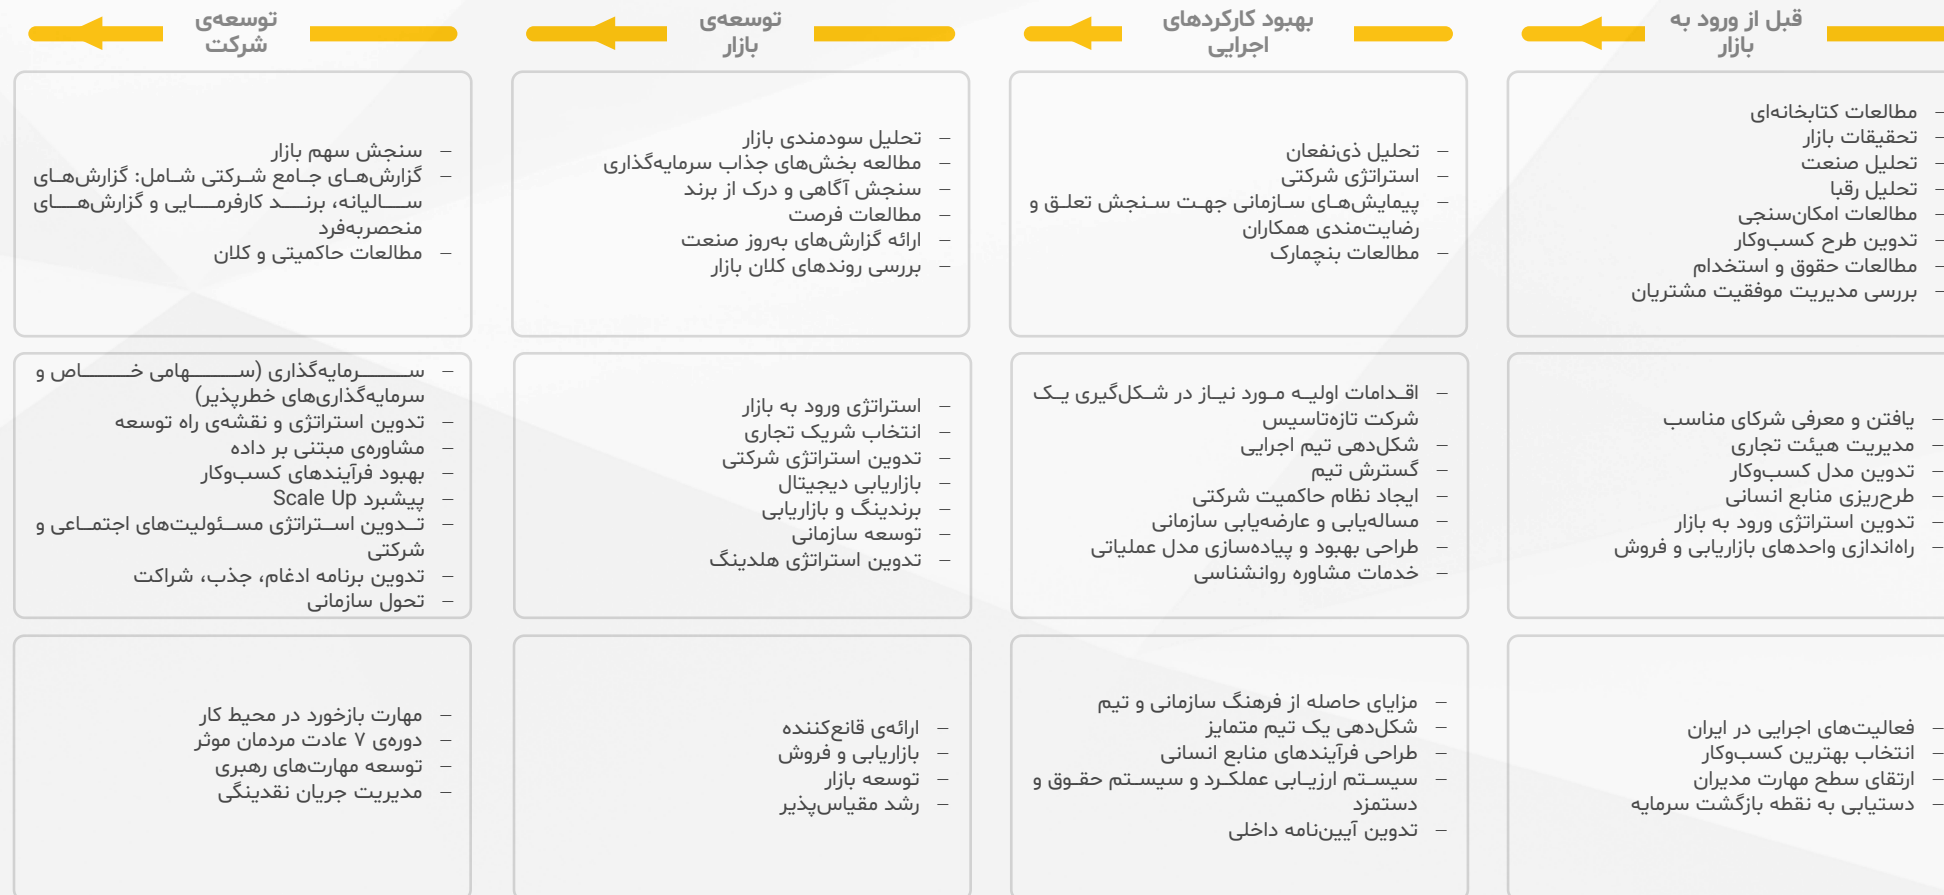 قبل از ورود به
بازار
بهبود کارکردهای
اجرایی
توسعه‌ی
بازار
توسعه‌ی
شرکت
– مطالعات کتابخانه‌ای
– تحقیقات بازار
– تحلیل صنعت
– تحلیل رقبا
– مطالعات امکان‌سنجی
– تدوین طرح کسب‌وکار
– مطالعات حقوق و استخدام
– بررسی مدیریت موفقیت مشتریان
– تحلیل ذی‌نفعان
– استراتژی شرکتی
– پیمایش‌های سازمانی جهت سنجش تعلق و
رضایت‌مندی همکاران
– مطالعات بنچمارک
– تحلیل سودمندی بازار
– مطالعه بخش‌های جذاب سرمایه‌گذاری
– سنجش آگاهی و درک از برند
– مطالعات فرصت
– ارائه گزارش‌های به‌روز صنعت
– بررسی روندهای کلان بازار
– سنجش سهم بازار
– گزارش‌های جامع شرکتی شامل: گزارش‌های
سالیانه، برند کارفرمایی و گزارش‌های
منحصربه‌فرد
– مطالعات حاکمیتی و کلان
– یافتن و معرفی شرکای مناسب
– مدیریت هیئت تجاری
– تدوین مدل کسب‌وکار
– طرح‌ریزی منابع انسانی
– تدوین استراتژی ورود به بازار
– راه‌اندازی واحدهای بازاریابی و فروش
– اقدامات اولیه مورد نیاز در شکل‌گیری یک
شرکت تازه‌تاسیس
– شکل‌دهی تیم اجرایی
– گسترش تیم
– ایجاد نظام حاکمیت شرکتی
– مساله‌یابی و عارضه‌یابی سازمانی
– طراحی بهبود و پیاده‌سازی مدل عملیاتی
– خدمات مشاوره روانشناسی
– استراتژی ورود به بازار
– انتخاب شریک تجاری
– تدوین استراتژی شرکتی
– بازاریابی دیجیتال
– برندینگ و بازاریابی
– توسعه سازمانی
– تدوین استراتژی هلدینگ
– سرمایه‌گذاری (سهامی خاص و
سرمایه‌گذاری‌های خطرپذیر)
– تدوین استراتژی و نقشه‌ی راه توسعه
– مشاوره‌ی مبتنی بر داده
– بهبود فرآیندهای کسب‌وکار
– پیشبرد Scale Up
– تدوین استراتژی مسئولیت‌های اجتماعی و
شرکتی
– تدوین برنامه ادغام، جذب، شراکت
– تحول سازمانی
– فعالیت‌های اجرایی در ایران
– انتخاب بهترین کسب‌وکار
– ارتقای سطح مهارت مدیران
– دستیابی به نقطه بازگشت سرمایه
– مزایای حاصله از فرهنگ سازمانی و تیم
– شکل‌دهی یک تیم متمایز
– طراحی فرآیندهای منابع انسانی
– سیستم ارزیابی عملکرد و سیستم حقوق و
دستمزد
– تدوین آیین‌نامه داخلی
– ارائه‌ی قانع‌کننده
– بازاریابی و فروش
– توسعه بازار
– رشد مقیاس‌پذیر
– مهارت بازخورد در محیط کار
– دوره‌ی ۷ عادت مردمان موثر
– توسعه مهارت‌های رهبری
– مدیریت جریان نقدینگی